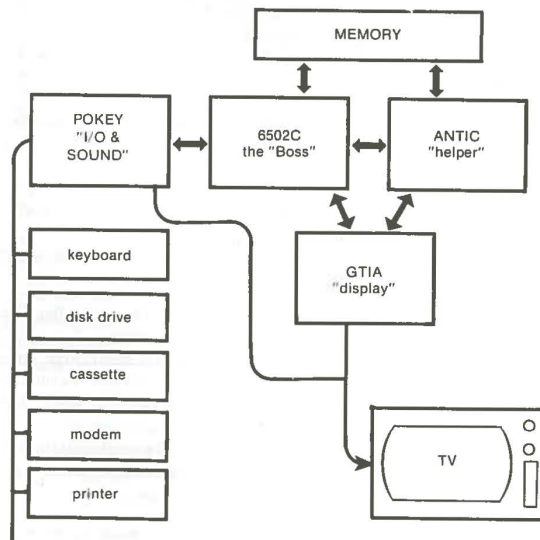 MEMORY
POKEY
"I/O &
SOUND"
6502C
the "Boss"
ANTIC
"helper"
GTIA
"display"
keyboard
disk drive
cassette
modem
printer
TV